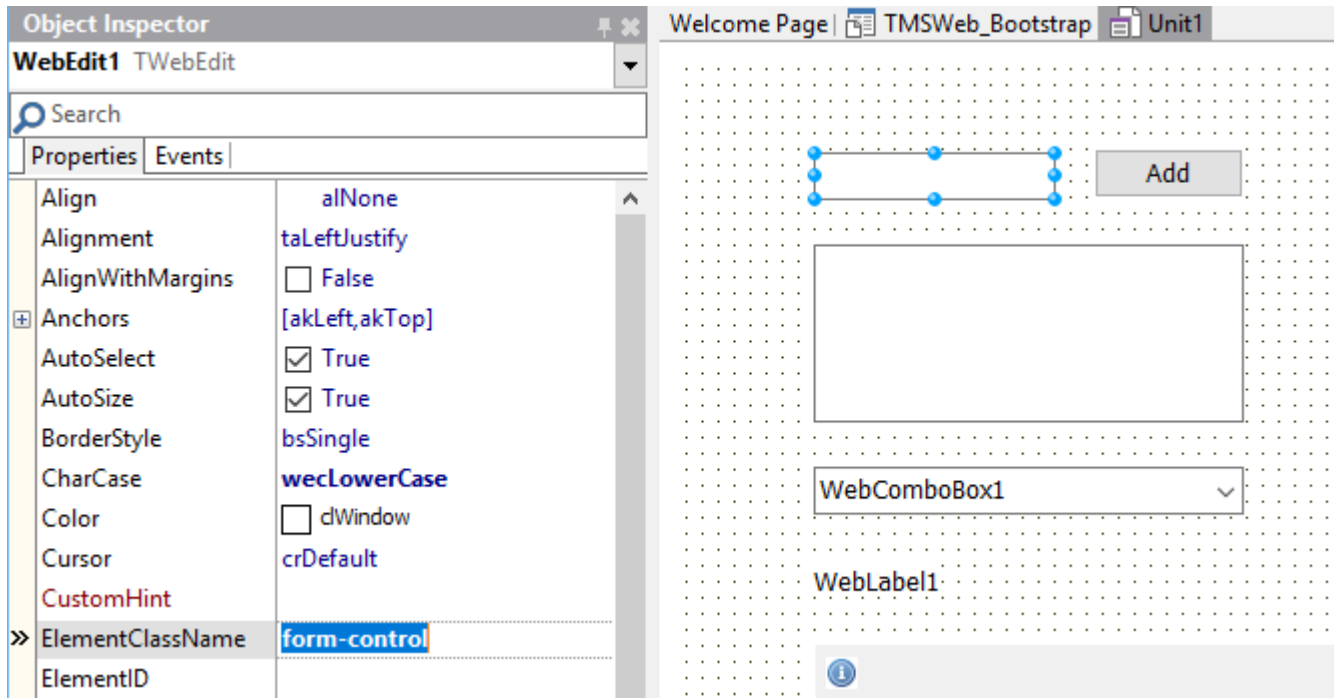 Object Inspector
WebEdit1 TWebEdit
Search
Properties Events
Align alNone
Alignment taLeftJustify
AlignWithMargins False
Anchors [akLeft,akTop]
AutoSelect True
AutoSize True
BorderStyle bsSingle
CharCase wecLowerCase
Color clWindow
Cursor crDefault
CustomHint
ElementClassName form-control
ElementID
Welcome Page TMSWeb_Bootstrap Unit1
Add
WebComboBox1
WebLabel1